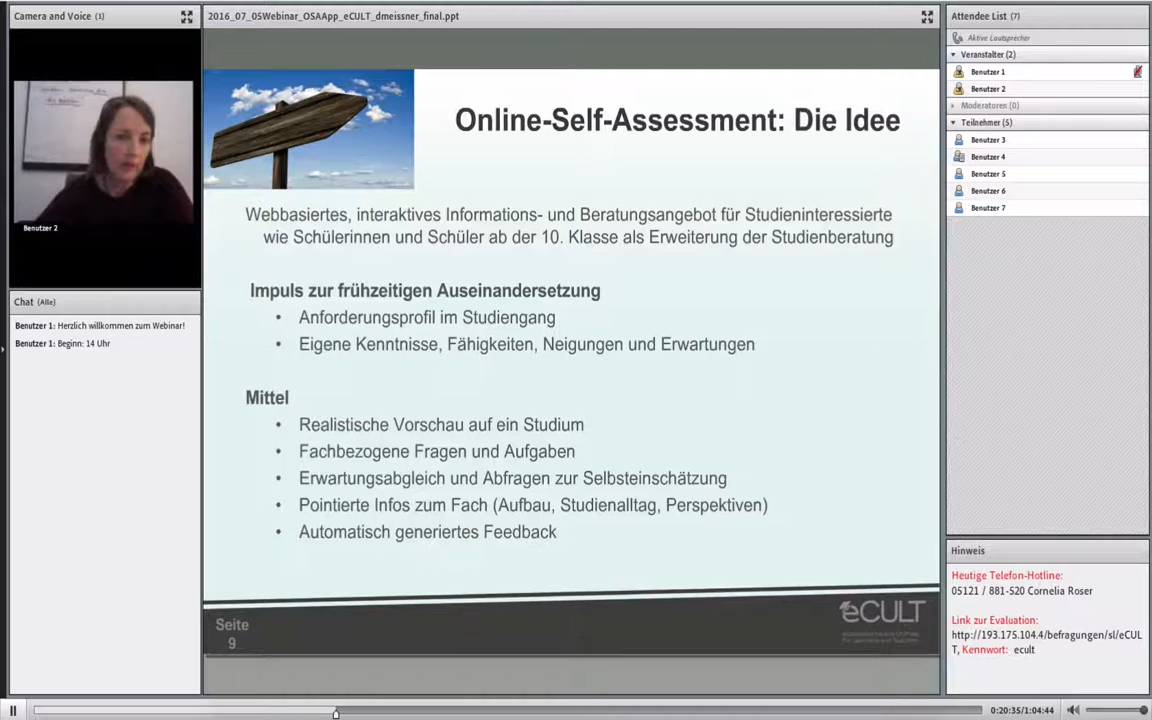 Camera and Voice (1)
2016_07_05Webinar_OSAApp_eCULT_dmeissner_final.ppt
Attendee List (7)
Aktive Lautsprecher
Veranstalter (2)
Benutzer 1
Benutzer 2
Moderatoren (0)
Teilnehmer (5)
Benutzer 3
Benutzer 4
Benutzer 5
Benutzer 6
Benutzer 7
Benutzer 2
Chat (Alle)
Benutzer 1: Herzlich willkommen zum Webinar!
Benutzer 1: Beginn: 14 Uhr
Online-Self-Assessment: Die Idee
Webbasiertes, interaktives Informations- und Beratungsangebot für Studieninteressierte
wie Schülerinnen und Schüler ab der 10. Klasse als Erweiterung der Studienberatung
Impuls zur frühzeitigen Auseinandersetzung
• Anforderungsprofil im Studiengang
• Eigene Kenntnisse, Fähigkeiten, Neigungen und Erwartungen
Mittel
• Realistische Vorschau auf ein Studium
• Fachbezogene Fragen und Aufgaben
• Erwartungsabgleich und Abfragen zur Selbsteinschätzung
• Pointierte Infos zum Fach (Aufbau, Studienalltag, Perspektiven)
• Automatisch generiertes Feedback
Seite
9
eCULT
Hinweis
Heutige Telefon-Hotline:
05121 / 881-520 Cornelia Roser
Link zur Evaluation:
http://193.175.104.4/befragungen/sl/eCUL
T, Kennwort: ecult
0:20:35/1:04:44